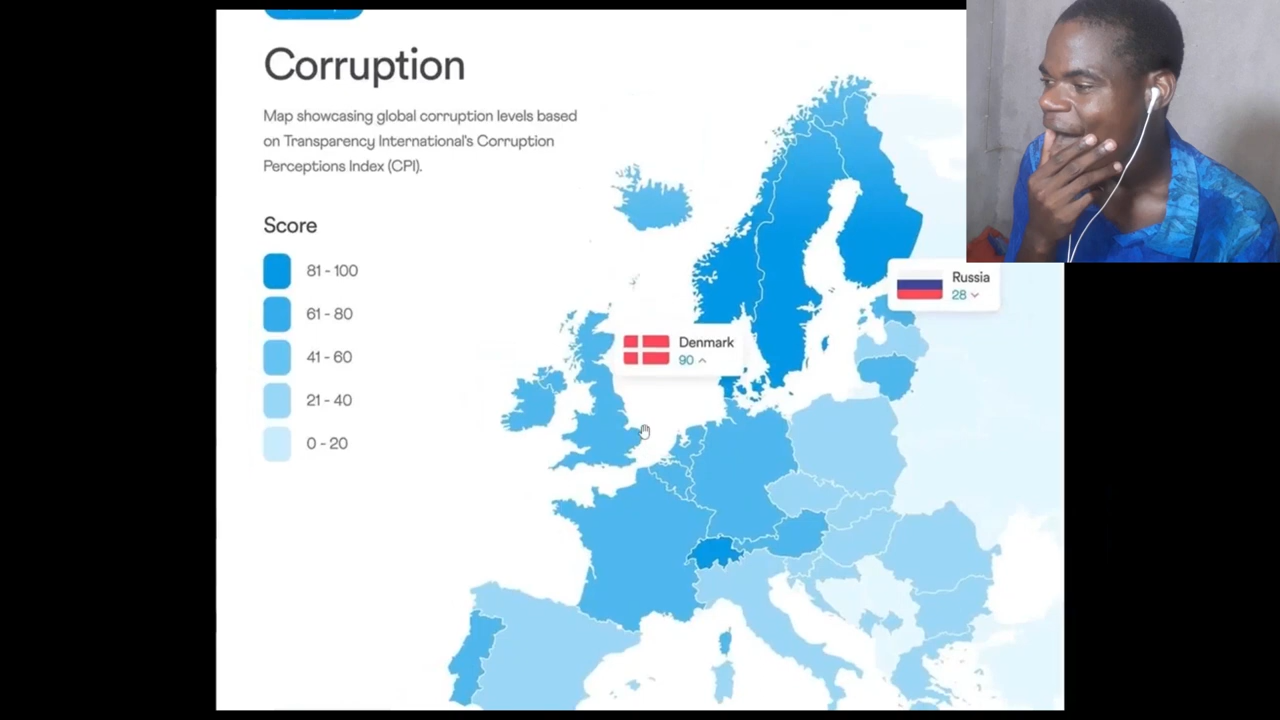 Corruption
Map showcasing global corruption levels based
on Transparency International's Corruption
Perceptions Index (CPI).
Score
81 - 100
61 - 80
41 - 60
21 - 40
0 - 20
Russia
28
Denmark
90